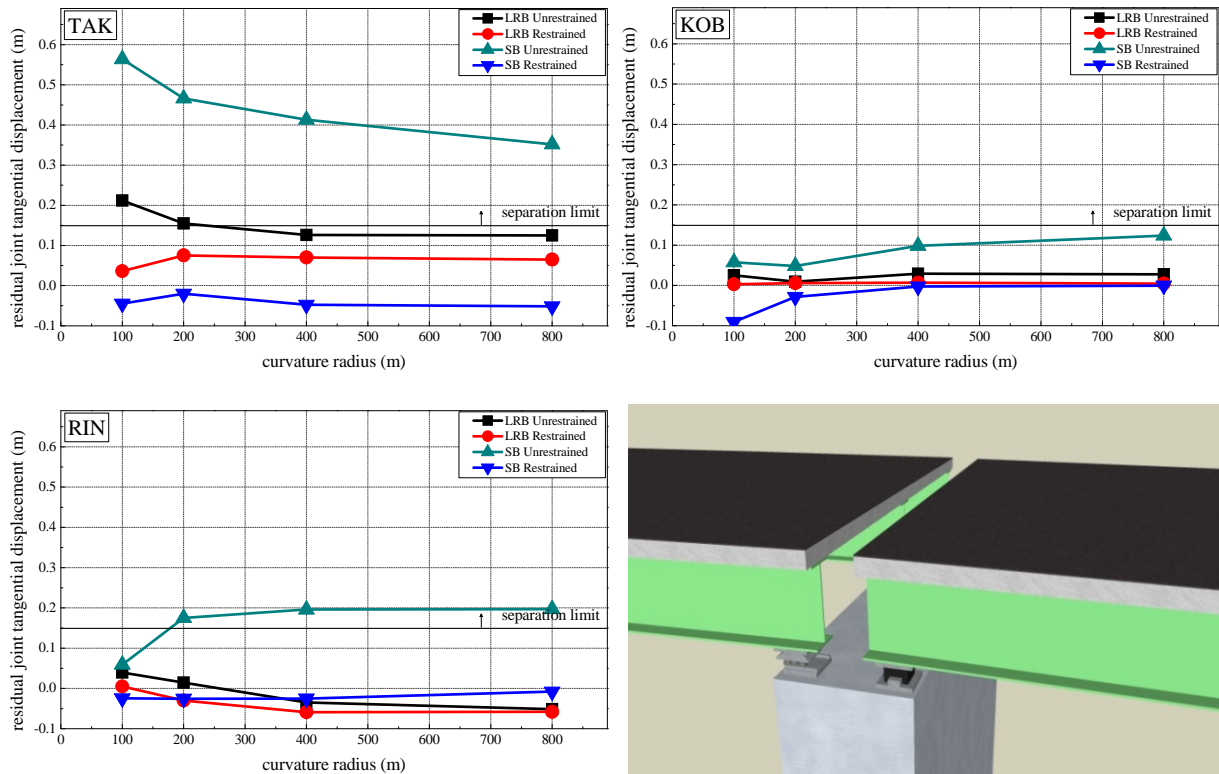 TAK
LRB Unrestrained
LRB Restrained
SB Unrestrained
SB Restrained
0.6
0.5
0.4
0.3
0.2
0.1
0.0
-0.1
separation limit
0 100 200 300 400 500 600 700 800
curvature radius (m)
residual joint tangential displacement (m)
KOB
LRB Unrestrained
LRB Restrained
SB Unrestrained
SB Restrained
0.6
0.5
0.4
0.3
0.2
0.1
0.0
-0.1
separation limit
0 100 200 300 400 500 600 700 800
curvature radius (m)
residual joint tangential displacement (m)
RIN
LRB Unrestrained
LRB Restrained
SB Unrestrained
SB Restrained
0.6
0.5
0.4
0.3
0.2
0.1
0.0
-0.1
separation limit
0 100 200 300 400 500 600 700 800
curvature radius (m)
residual joint tangential displacement (m)